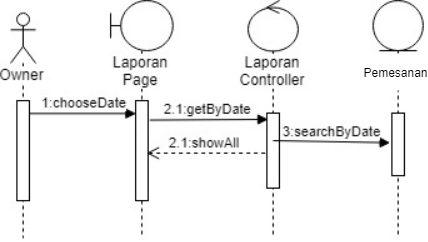 Owner
Laporan
Page
Laporan
Controller
Pemesanan
1:chooseDate
2.1:getByDate
2.1:showAll
3:searchByDate